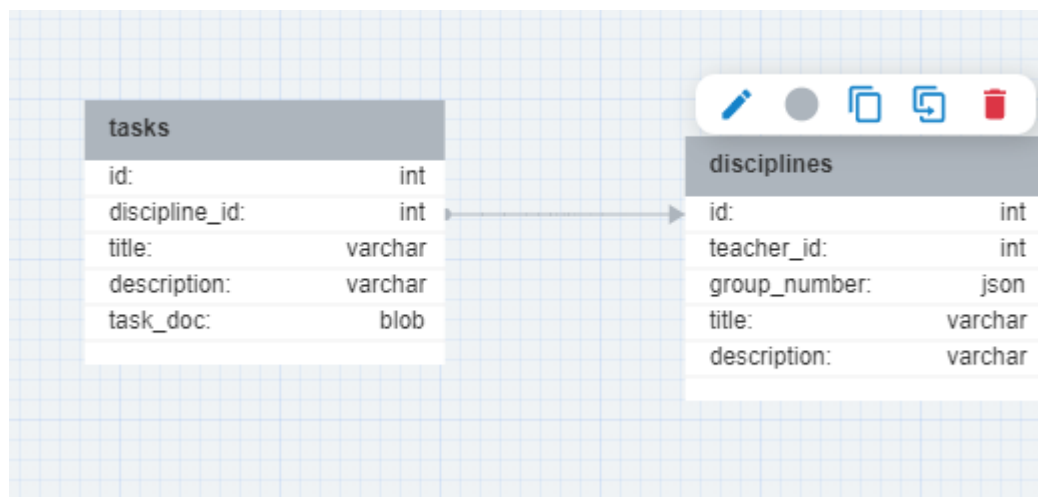 tasks
id: int
discipline_id: int
title: varchar
description: varchar
task_doc: blob
disciplines
id: int
teacher_id: int
group_number: json
title: varchar
description: varchar